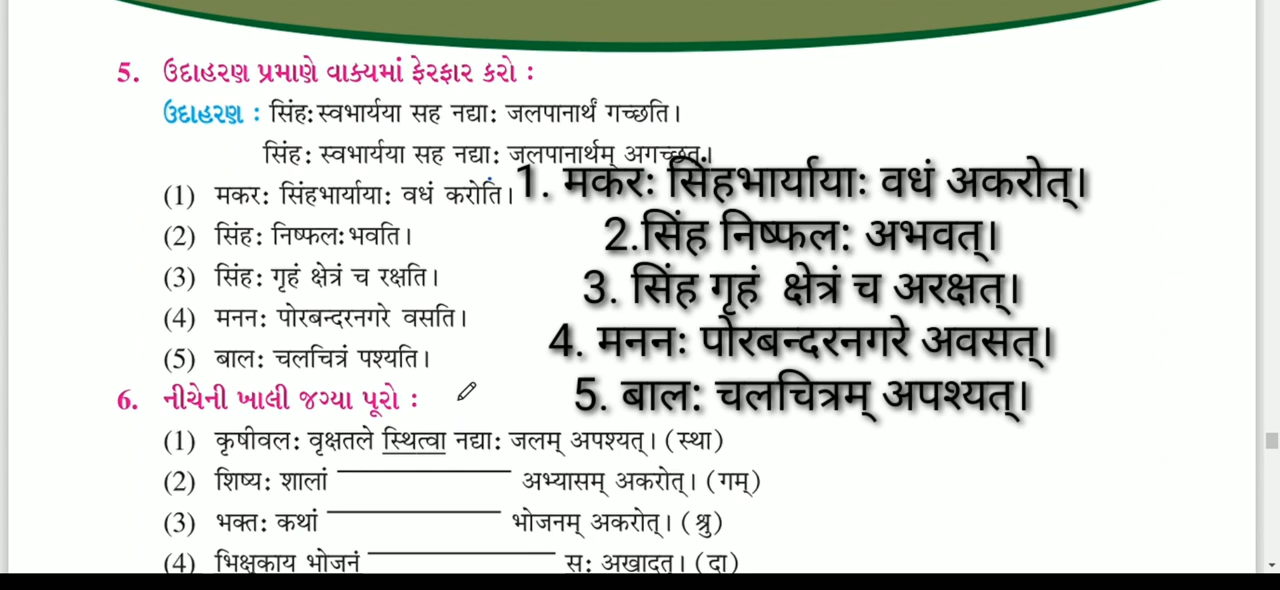 5. ઉદાહરણ પ્રમાણે વાક્યમાં ફેરફાર કરો :
ઉદાહરણ : सिंह: स्वभार्यया सह नद्या: जलपानार्थं गच्छति।
सिंह: स्वभार्यया सह नद्या: जलपानार्थम् अगच्छत्।
(1) मकर: सिंहभार्याया: वधं करोति।
1. मकरः सिंहभार्यायाः वधं अकरोत्।
(2) सिंह: निष्फल: भवति।
2.सिंह निष्फल: अभवत्।
(3) सिंह: गृहं क्षेत्रं च रक्षति।
3. सिंह गृहं क्षेत्रं च अरक्षत्।
(4) मनन: पोरबन्दरनगरे वसति।
4. मननः पोरबन्दरनगरे अवसत्।
(5) बाल: चलचित्रं पश्यति।
5. बाल: चलचित्रम् अपश्यत्।
6. નીચેની ખાલી જગ્યા પૂરો :
(1) कृषीवल: वृक्षतले स्थित्वा नद्या: जलम् अपश्यत्। (स्था)
(2) शिष्य: शालां ________ अभ्यासम् अकरोत्। (गम्)
(3) भक्त: कथां ________ भोजनम् अकरोत्। (श्रु)
(4) भिक्षुकाय भोजनं ________ स: अखादत्। (दा)